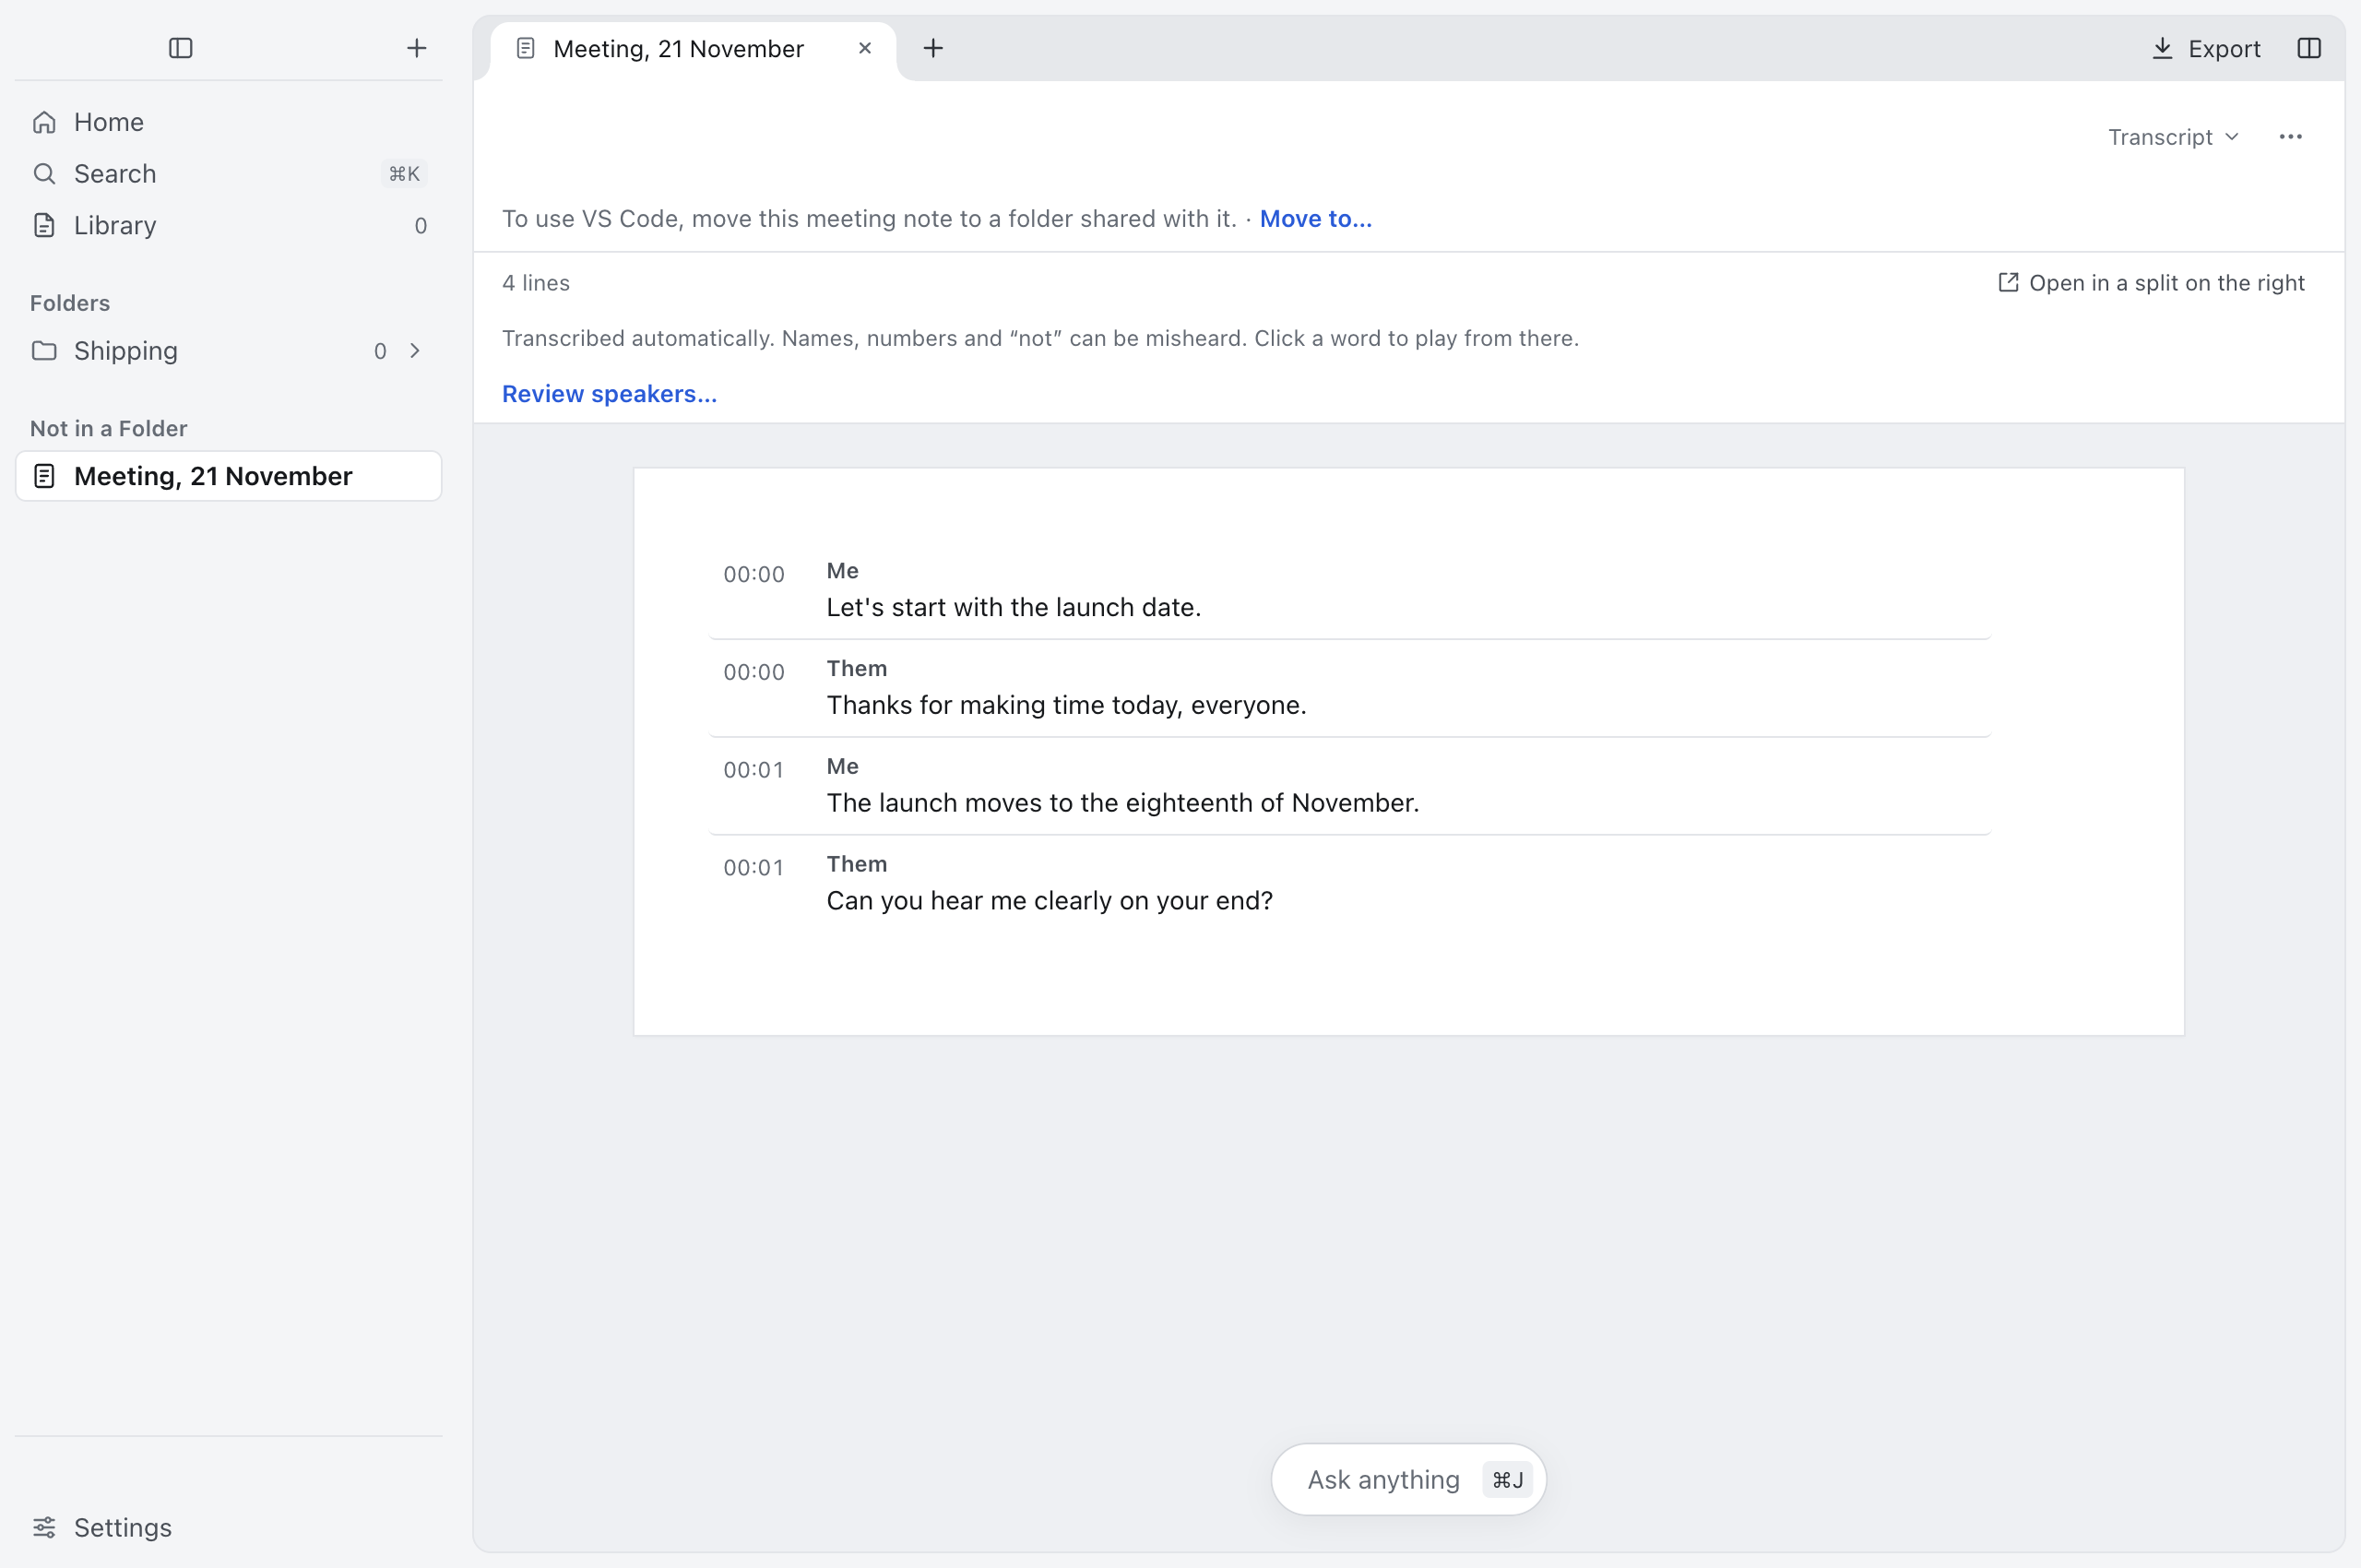 Home
Search ⌘K
Library 0
Folders
Shipping 0
Not in a Folder
Meeting, 21 November
Settings
Meeting, 21 November
Export
Transcript
To use VS Code, move this meeting note to a folder shared with it. · Move to...
4 lines
Open in a split on the right
Transcribed automatically. Names, numbers and “not” can be misheard. Click a word to play from there.
Review speakers...
00:00 Me
Let's start with the launch date.
00:00 Them
Thanks for making time today, everyone.
00:01 Me
The launch moves to the eighteenth of November.
00:01 Them
Can you hear me clearly on your end?
Ask anything ⌘J